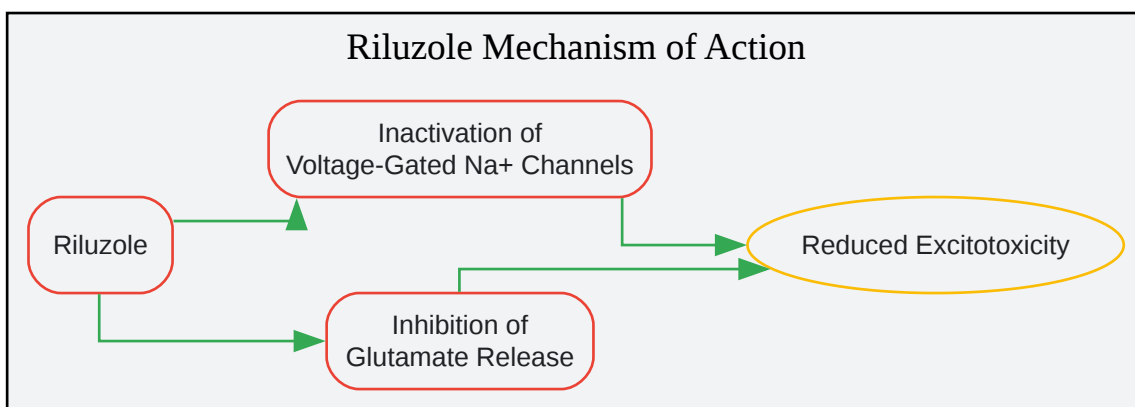 Riluzole Mechanism of Action
Inactivation of
Voltage-Gated Na+ Channels
Riluzole
Reduced Excitotoxicity
Inhibition of
Glutamate Release